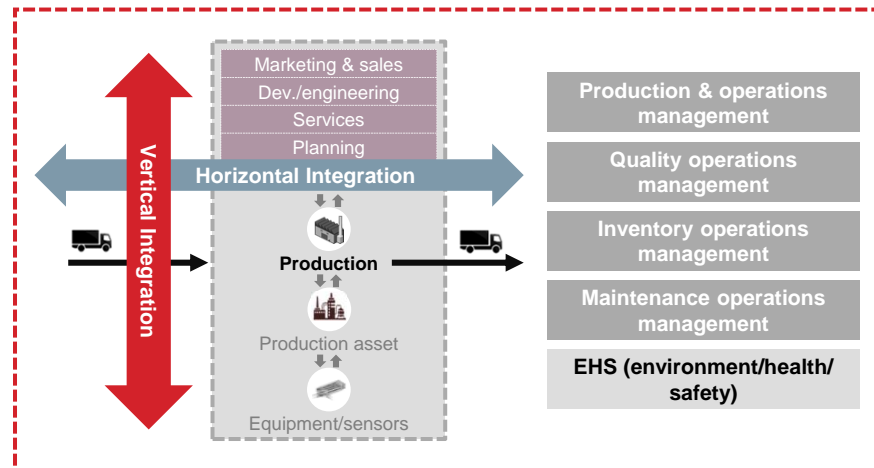 Marketing & sales
Dev./engineering
Services
Planning
Horizontal Integration
Vertical Integration
Production
Production asset
Equipment/sensors
Production & operations
management
Quality operations
management
Inventory operations
management
Maintenance operations
management
EHS (environment/health/
safety)